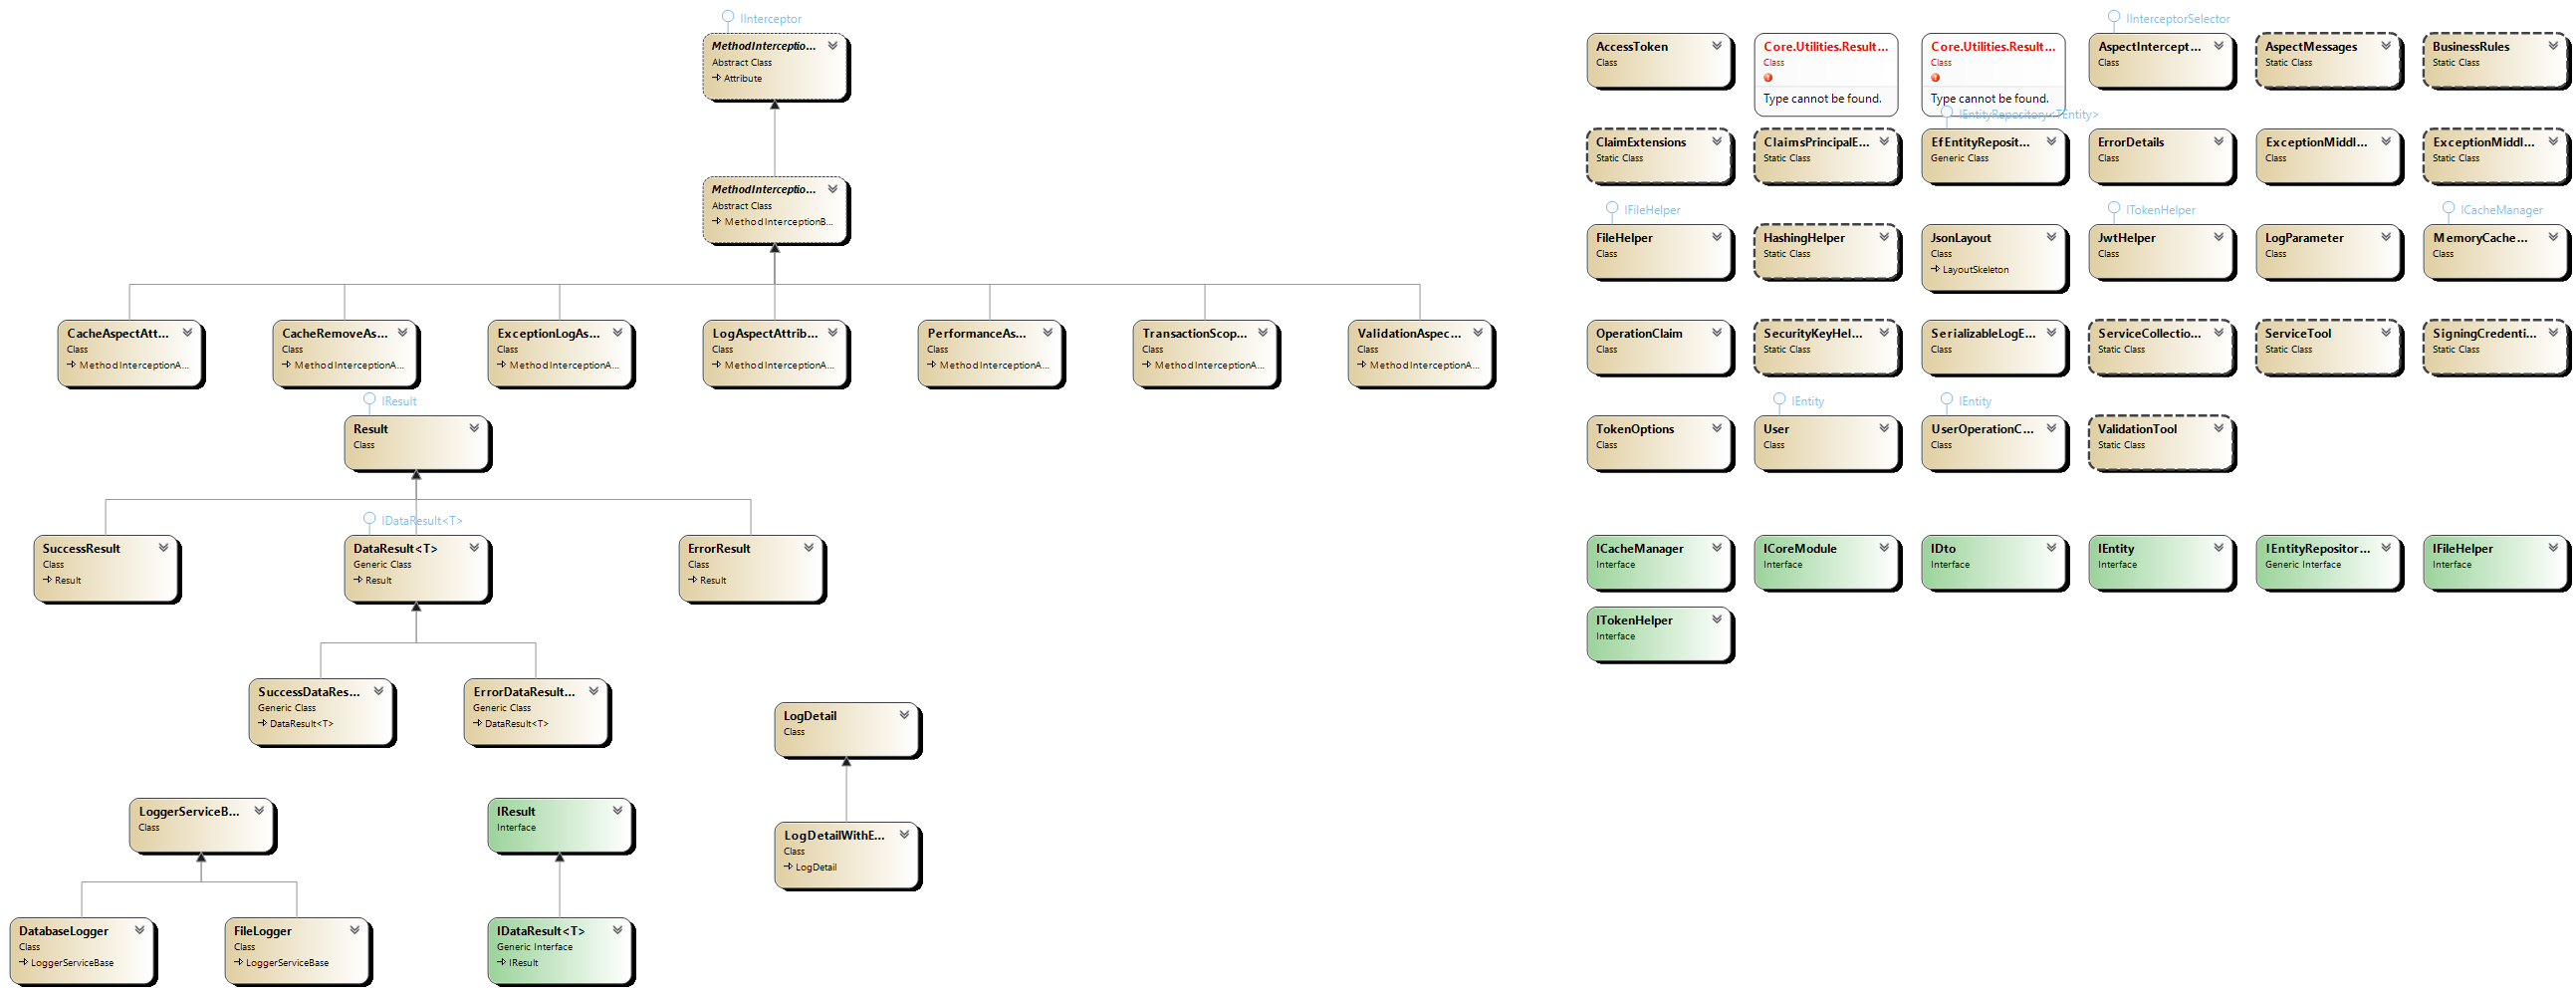 IInterceptor
MethodInterceptio...
Abstract Class
Attribute
MethodInterceptio...
Abstract Class
MethodInterceptionB...
CacheAspectAtt...
Class
MethodInterceptionA...
CacheRemoveAs...
Class
MethodInterceptionA...
ExceptionLogAs...
Class
MethodInterceptionA...
LogAspectAttrib...
Class
MethodInterceptionA...
PerformanceAs...
Class
MethodInterceptionA...
TransactionScop...
Class
MethodInterceptionA...
ValidationAspec...
Class
MethodInterceptionA...
IResult
Result
Class
SuccessResult
Class
Result
IDataResult<T>
DataResult<T>
Generic Class
Result
ErrorResult
Class
Result
SuccessDataRes...
Generic Class
DataResult<T>
ErrorDataResult...
Generic Class
DataResult<T>
LogDetail
Class
LogDetailWithE...
Class
LogDetail
LoggerServiceB...
Class
DatabaseLogger
Class
LoggerServiceBase
FileLogger
Class
LoggerServiceBase
IResult
Interface
IDataResult<T>
Generic Interface
IResult
AccessToken
Class
Core.Utilities.Result...
Class
Type cannot be found.
Core.Utilities.Result...
Class
Type cannot be found.
IInterceptorSelector
AspectIntercept...
Class
AspectMessages
Static Class
BusinessRules
Static Class
ClaimExtensions
Static Class
ClaimsPrincipalE...
Static Class
IEntityRepository<TEntity>
EfEntityReposit...
Generic Class
ErrorDetails
Class
ExceptionMiddl...
Class
ExceptionMiddl...
Static Class
IFileHelper
FileHelper
Class
HashingHelper
Static Class
JsonLayout
Class
LayoutSkeleton
ITokenHelper
JwtHelper
Class
LogParameter
Class
ICacheManager
MemoryCache...
Class
OperationClaim
Class
SecurityKeyHel...
Static Class
SerializableLogE...
Class
ServiceCollectio...
Static Class
ServiceTool
Static Class
SigningCredenti...
Static Class
TokenOptions
Class
IEntity
User
Class
IEntity
UserOperationC...
Class
ValidationTool
Static Class
ICacheManager
Interface
ICoreModule
Interface
IDto
Interface
IEntity
Interface
IEntityRepositor...
Generic Interface
IFileHelper
Interface
ITokenHelper
Interface